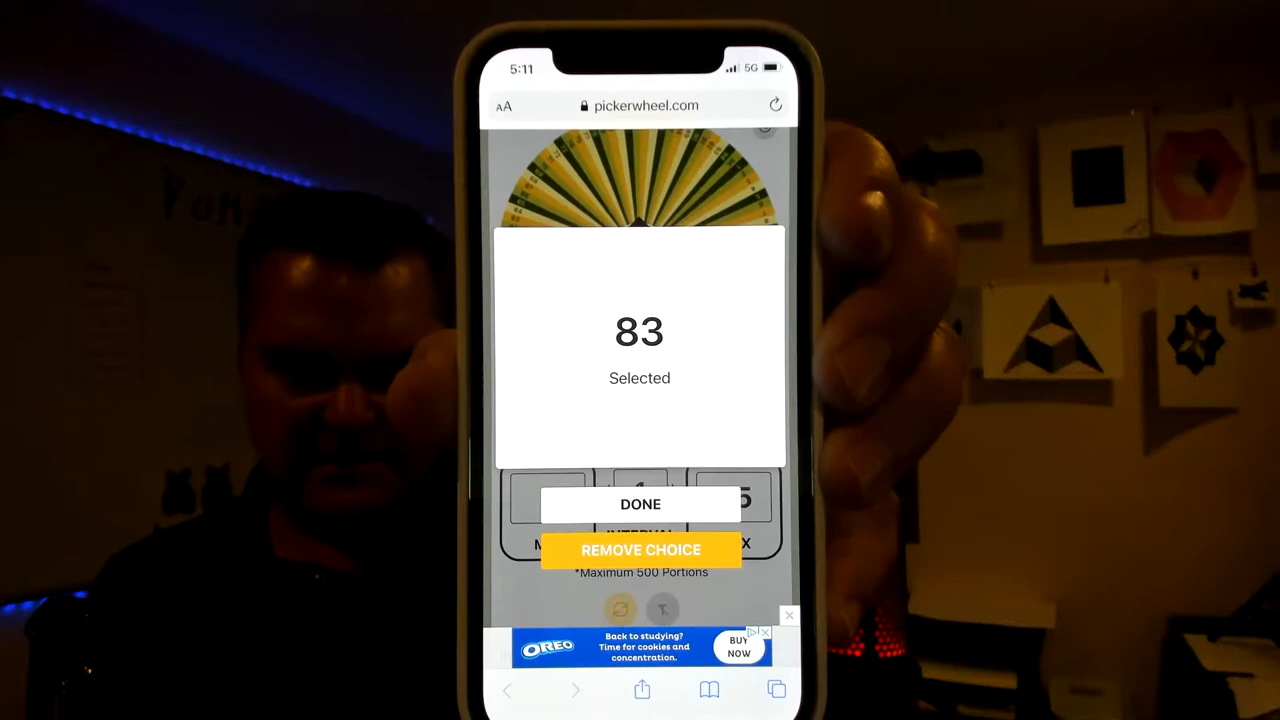 5:11
5G
AA
pickerwheel.com
83
Selected
5
DONE
REMOVE CHOICE
*Maximum 500 Portions
OREO
Back to studying?
Time for cookies and
concentration.
BUY
NOW